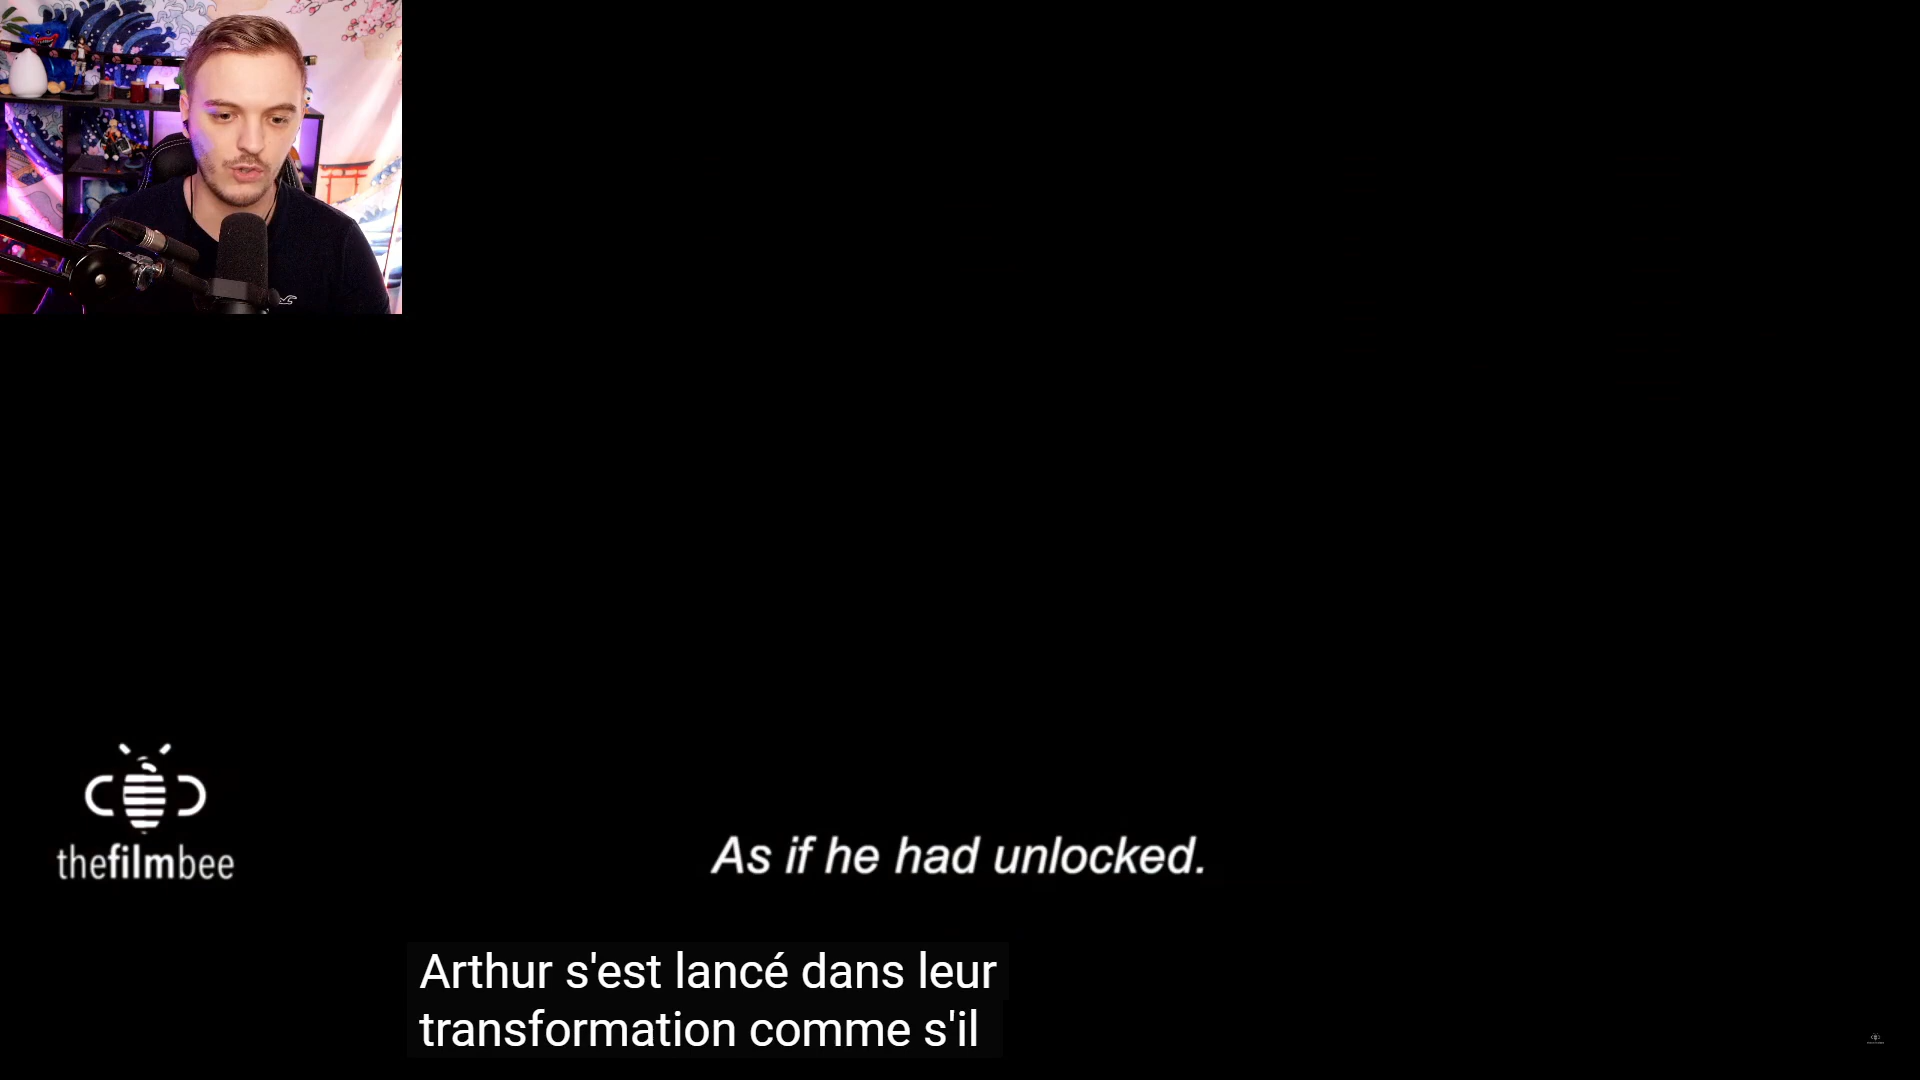 thefilmbee
As if he had unlocked.
Arthur s'est lancé dans leur
transformation comme s'il